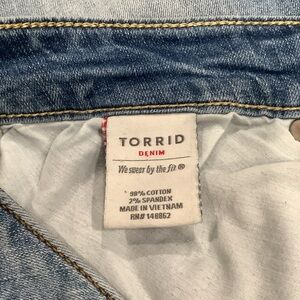 TORRID
DENIM
We swear by the fit ®
98% COTTON
2% SPANDEX
MADE IN VIETNAM
RN# 148862